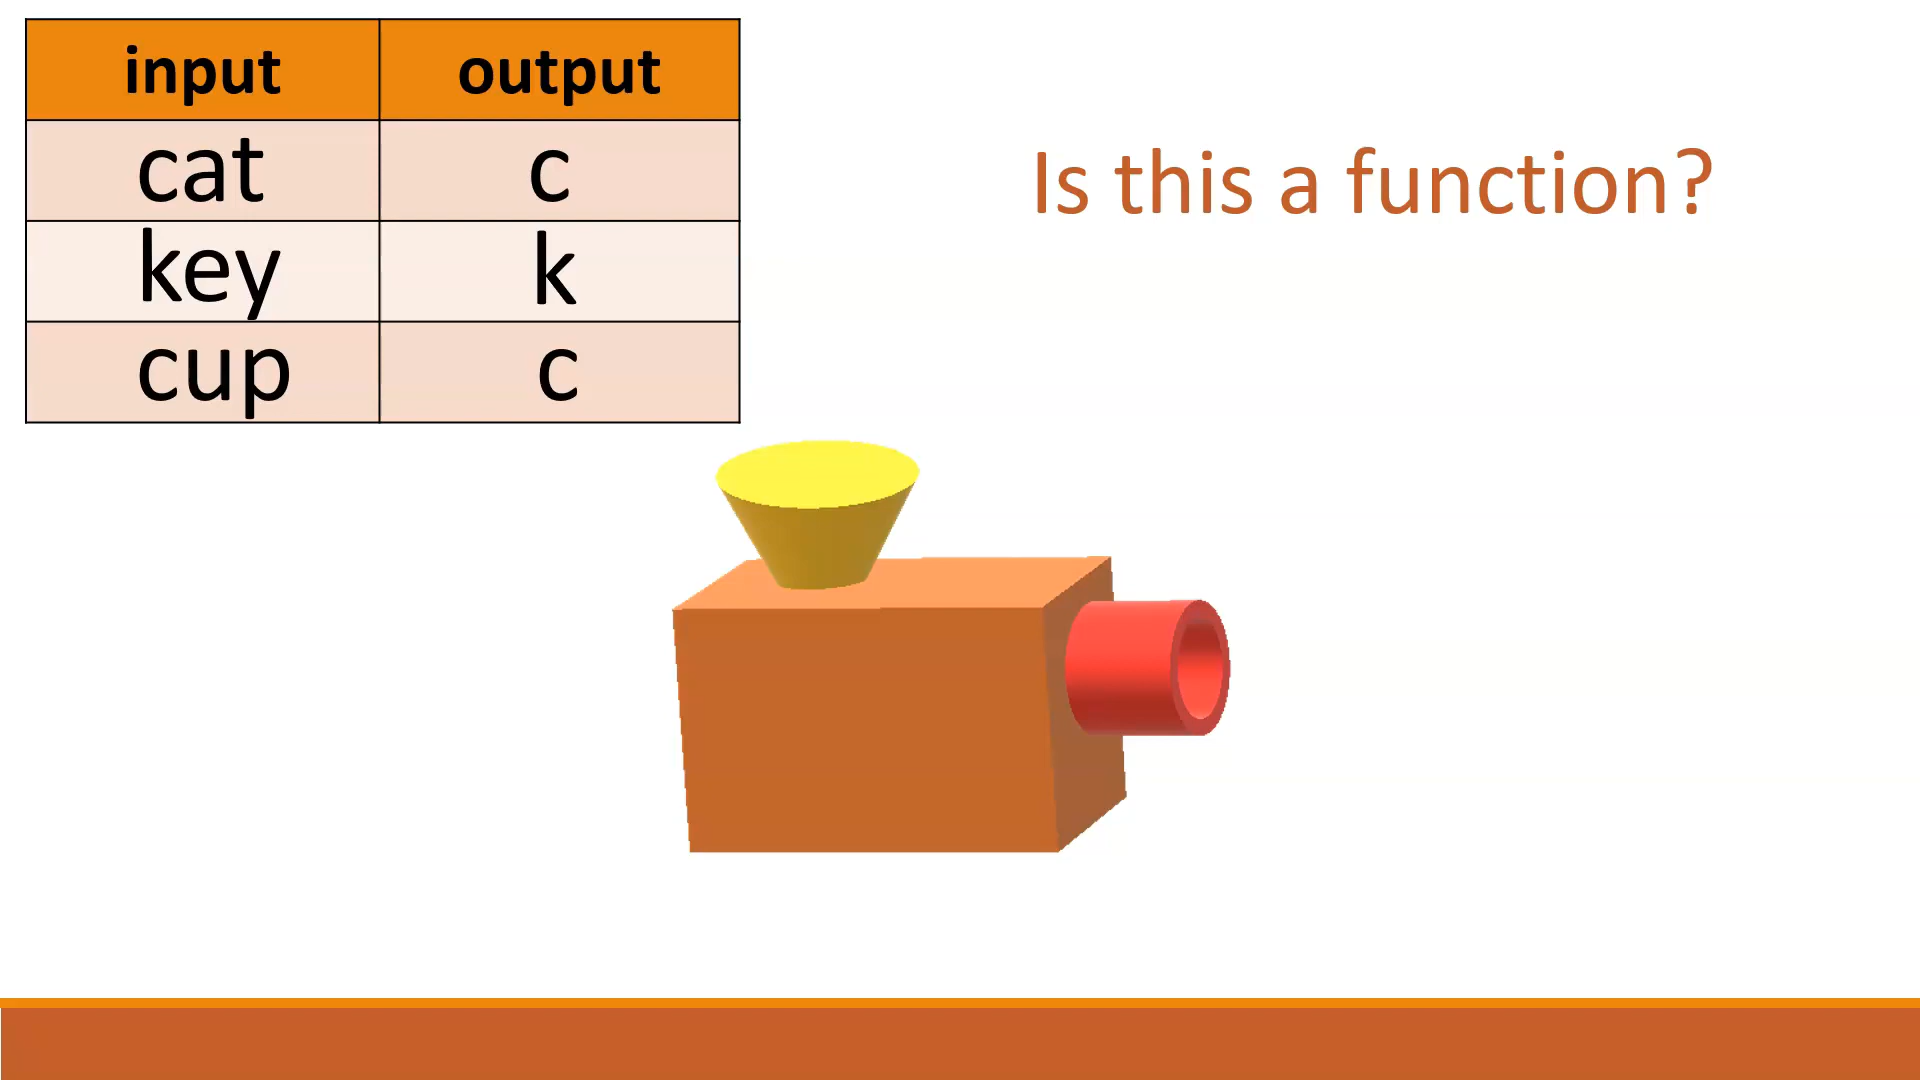 input output
cat c
key k
cup c
Is this a function?